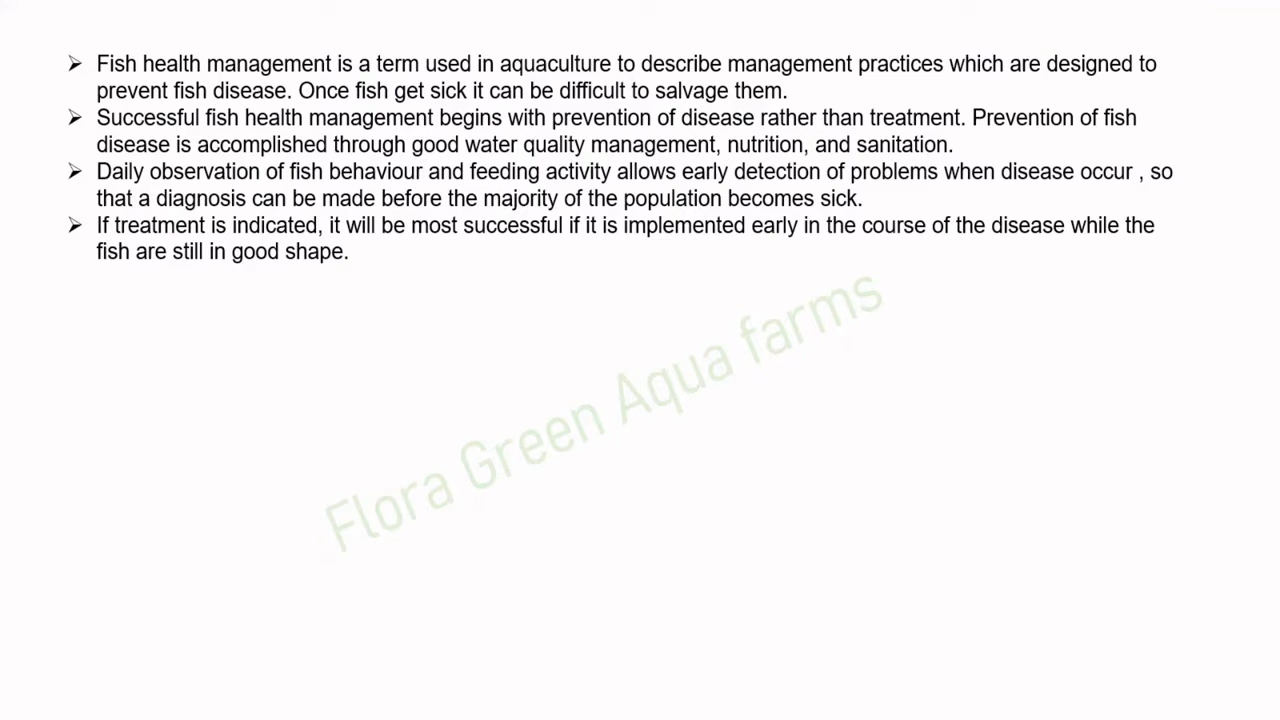 ➢ Fish health management is a term used in aquaculture to describe management practices which are designed to
prevent fish disease. Once fish get sick it can be difficult to salvage them.
➢ Successful fish health management begins with prevention of disease rather than treatment. Prevention of fish
disease is accomplished through good water quality management, nutrition, and sanitation.
➢ Daily observation of fish behaviour and feeding activity allows early detection of problems when disease occur , so
that a diagnosis can be made before the majority of the population becomes sick.
➢ If treatment is indicated, it will be most successful if it is implemented early in the course of the disease while the
fish are still in good shape.
Flora Green Aqua farms